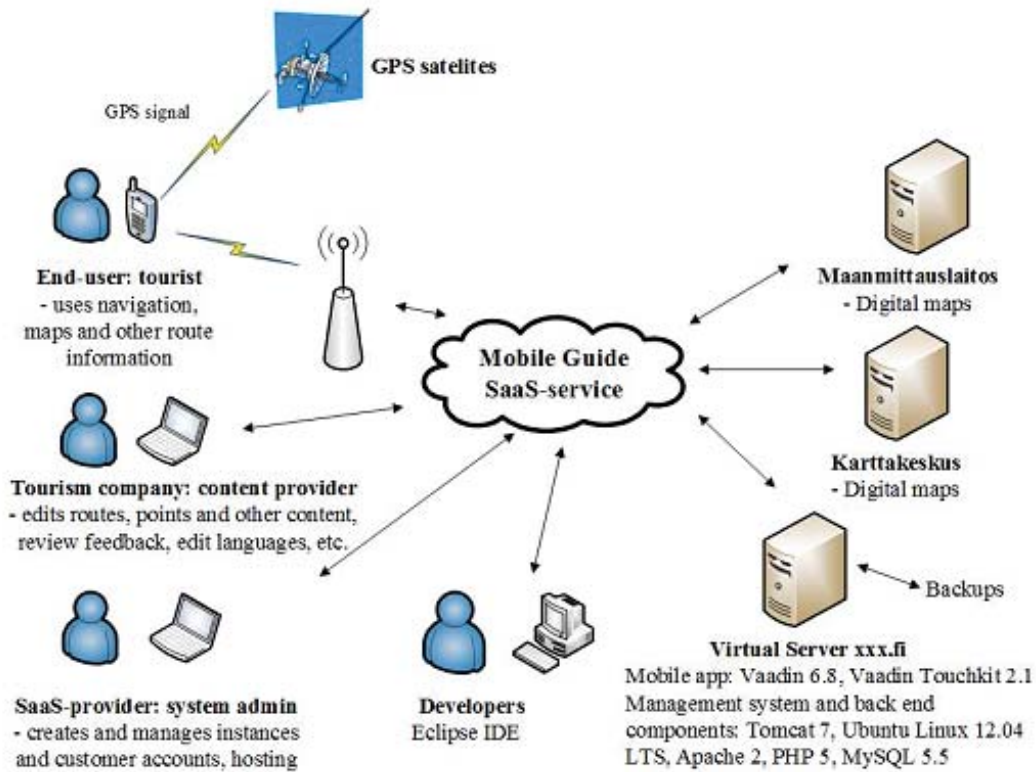 GPS satelites
GPS signal
End-user: tourist
- uses navigation,
maps and other route
information
Mobile Guide
SaaS-service
Maanmittauslaitos
- Digital maps
Karttakeskus
- Digital maps
Tourism company: content provider
- edits routes, points and other content,
review feedback, edit languages, etc.
Backups
SaaS-provider: system admin
- creates and manages instances
and customer accounts, hosting
Developers
Eclipse IDE
Virtual Server xxx.fi
Mobile app: Vaadin 6.8, Vaadin Touchkit 2.1
Management system and back end
components: Tomcat 7, Ubuntu Linux 12.04
LTS, Apache 2, PHP 5, MySQL 5.5